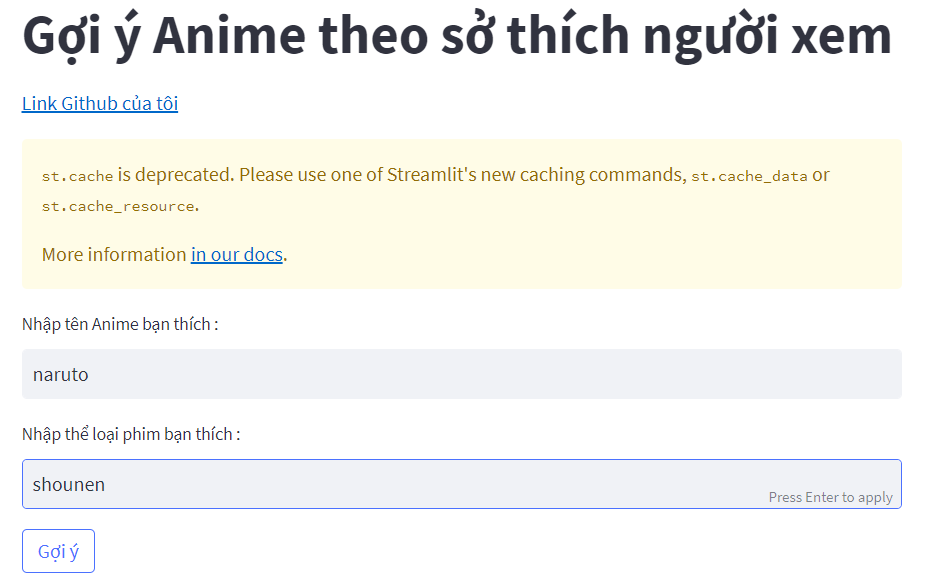 Gợi ý Anime theo sở thích người xem
Link Github của tôi
st.cache is deprecated. Please use one of Streamlit's new caching commands, st.cache_data or
st.cache_resource.
More information in our docs.
Nhập tên Anime bạn thích :
naruto
Nhập thể loại phim bạn thích :
shounen
Press Enter to apply
Gợi ý